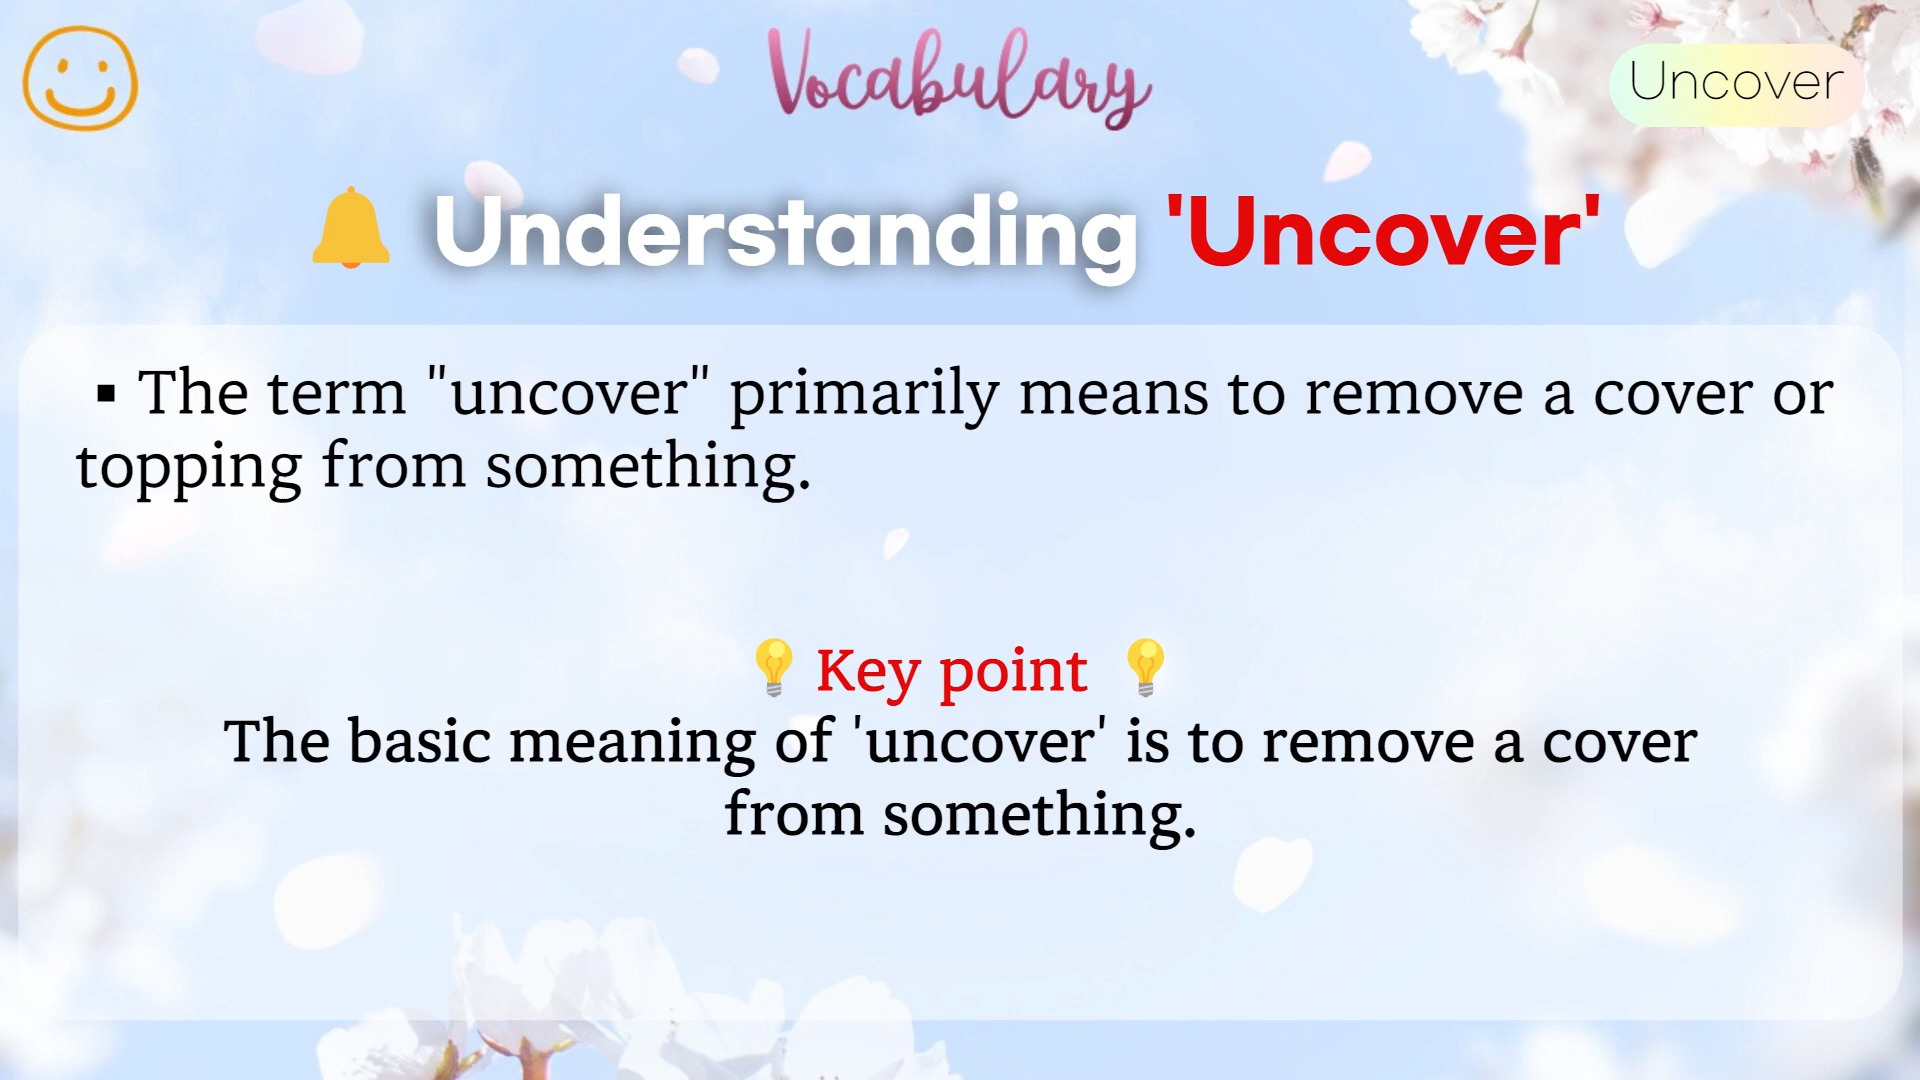 Vocabulary
Uncover
Understanding 'Uncover'
▪ The term "uncover" primarily means to remove a cover or
topping from something.
Key point
The basic meaning of 'uncover' is to remove a cover
from something.